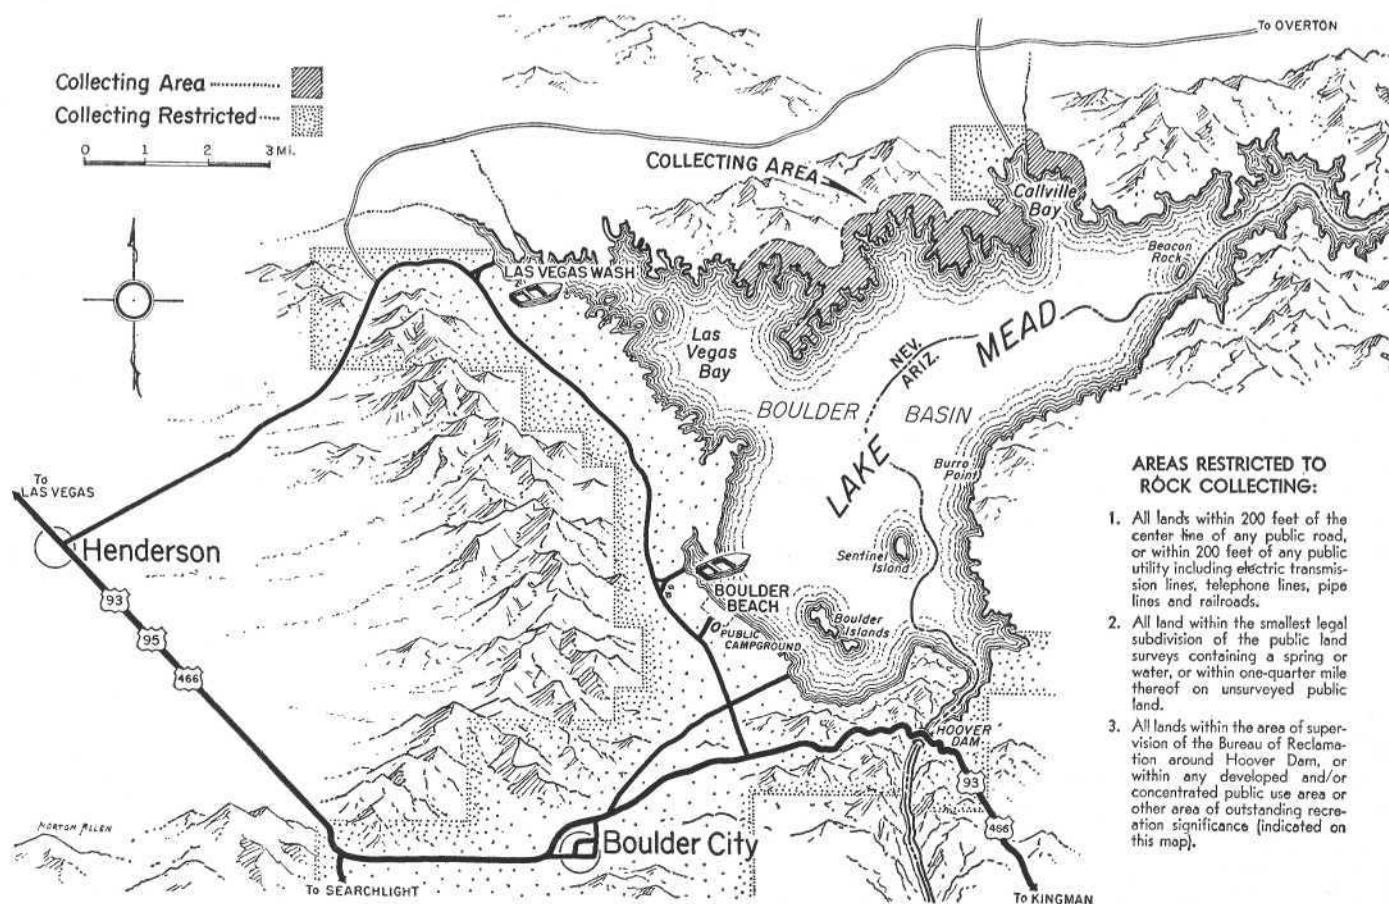 To OVERTON
Collecting Area
Collecting Restricted
0 1 2 3 Mi.
COLLECTING AREA
Callville
Bay
Beacon
Rock
LAS VEGAS WASH
Las
Vegas
Bay
NEV.
ARIZ.
LAKE MEAD
BOULDER BASIN
Burro
Point
To
LAS VEGAS
Henderson
93
95
466
Sentinel
Island
BOULDER
BEACH
Boulder
Islands
PUBLIC
CAMPGROUND
HOOVER
DAM
93
466
Boulder City
NORTON ALLEN
To SEARCHLIGHT
To KINGMAN
AREAS RESTRICTED TO
ROCK COLLECTING:
1. All lands within 200 feet of the
center line of any public road,
or within 200 feet of any public
utility including electric transmis-
sion lines, telephone lines, pipe
lines and railroads.
2. All land within the smallest legal
subdivision of the public land
surveys containing a spring or
water, or within one-quarter mile
thereof on unsurveyed public
land.
3. All lands within the area of super-
vision of the Bureau of Reclama-
tion around Hoover Dam, or
within any developed and/or
concentrated public use area or
other area of outstanding recre-
ation significance (indicated on
this map).